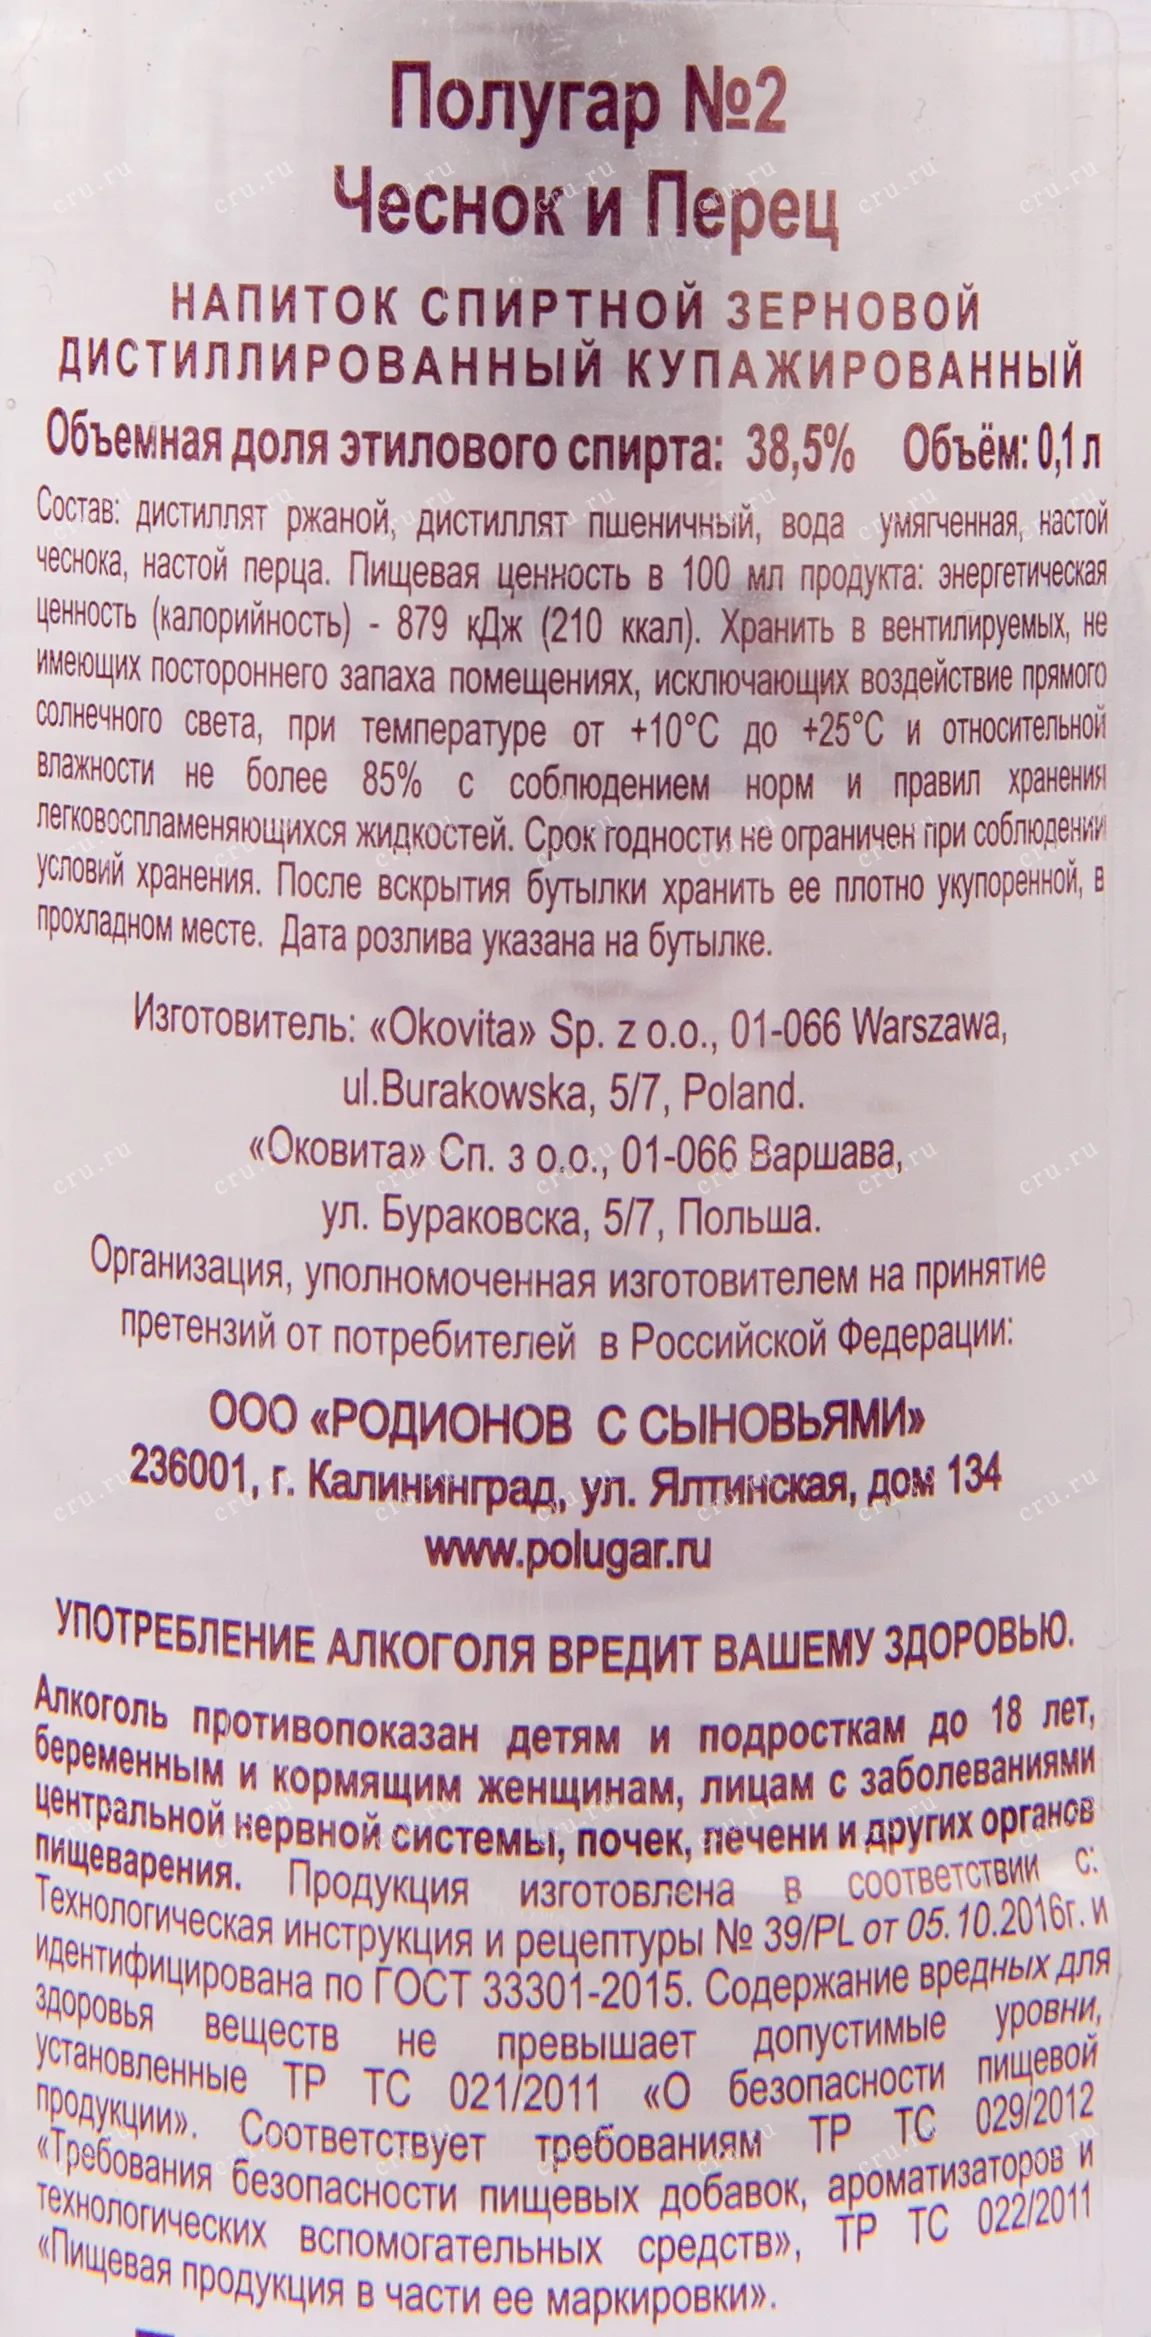 Полугар №2
Чеснок и Перец
НАПИТОК СПИРТНОЙ ЗЕРНОВОЙ
ДИСТИЛЛИРОВАННЫЙ КУПАЖИРОВАННЫЙ
Объемная доля этилового спирта: 38,5% Объём: 0,1 л
Состав: дистиллят ржаной, дистиллят пшеничный, вода умягченная, настой
чеснока, настой перца. Пищевая ценность в 100 мл продукта: энергетическая
ценность (калорийность) - 879 кДж (210 ккал). Хранить в вентилируемых, не
имеющих постороннего запаха помещениях, исключающих воздействие прямого
солнечного света, при температуре от +10°С до +25°С и относительной
влажности не более 85% с соблюдением норм и правил хранения
легковоспламеняющихся жидкостей. Срок годности не ограничен при соблюдении
условий хранения. После вскрытия бутылки хранить ее плотно укупоренной, в
прохладном месте. Дата розлива указана на бутылке.
Изготовитель: «Okovita» Sp. z o.o., 01-066 Warszawa,
ul.Burakowska, 5/7, Poland.
«Оковита» Сп. з о.о., 01-066 Варшава,
ул. Бураковска, 5/7, Польша.
Организация, уполномоченная изготовителем на принятие
претензий от потребителей в Российской Федерации:
ООО «РОДИОНОВ С СЫНОВЬЯМИ»
236001, г. Калининград, ул. Ялтинская, дом 134
www.polugar.ru
УПОТРЕБЛЕНИЕ АЛКОГОЛЯ ВРЕДИТ ВАШЕМУ ЗДОРОВЬЮ.
Алкоголь противопоказан детям и подросткам до 18 лет,
беременным и кормящим женщинам, лицам с заболеваниями
центральной нервной системы, почек, печени и других органов
пищеварения. Продукция изготовлена в соответствии с:
Технологическая инструкция и рецептуры № 39/PL от 05.10.2016г. и
идентифицирована по ГОСТ 33301-2015. Содержание вредных для
здоровья веществ не превышает допустимые уровни,
установленные ТР ТС 021/2011 «О безопасности пищевой
продукции». Соответствует требованиям ТР ТС 029/2012
«Требования безопасности пищевых добавок, ароматизаторов и
технологических вспомогательных средств», ТР ТС 022/2011
«Пищевая продукция в части ее маркировки».
cru.ru